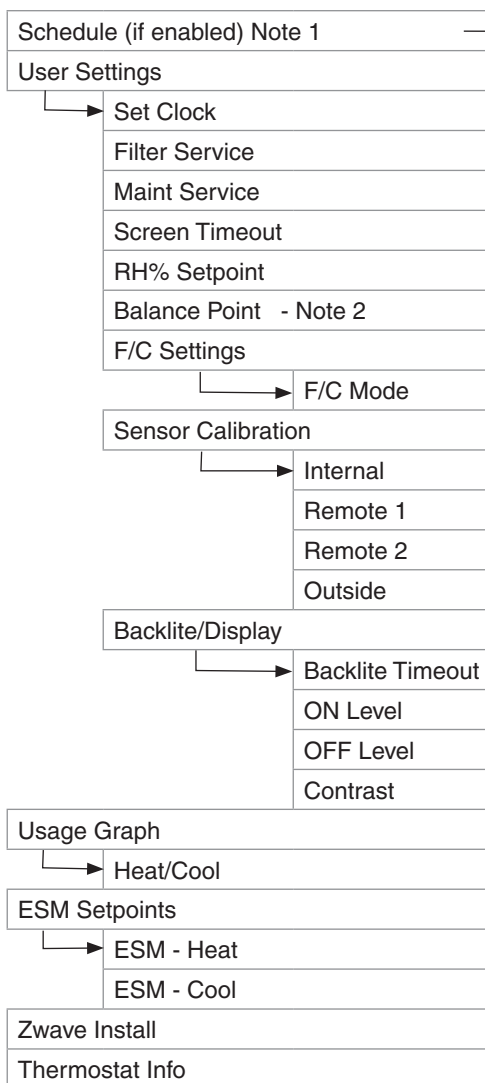 Schedule (if enabled) Note 1
User Settings
Set Clock
Filter Service
Maint Service
Screen Timeout
RH% Setpoint
Balance Point - Note 2
F/C Settings
F/C Mode
Sensor Calibration
Internal
Remote 1
Remote 2
Outside
Backlite/Display
Backlite Timeout
ON Level
OFF Level
Contrast
Usage Graph
Heat/Cool
ESM Setpoints
ESM - Heat
ESM - Cool
Zwave Install
Thermostat Info